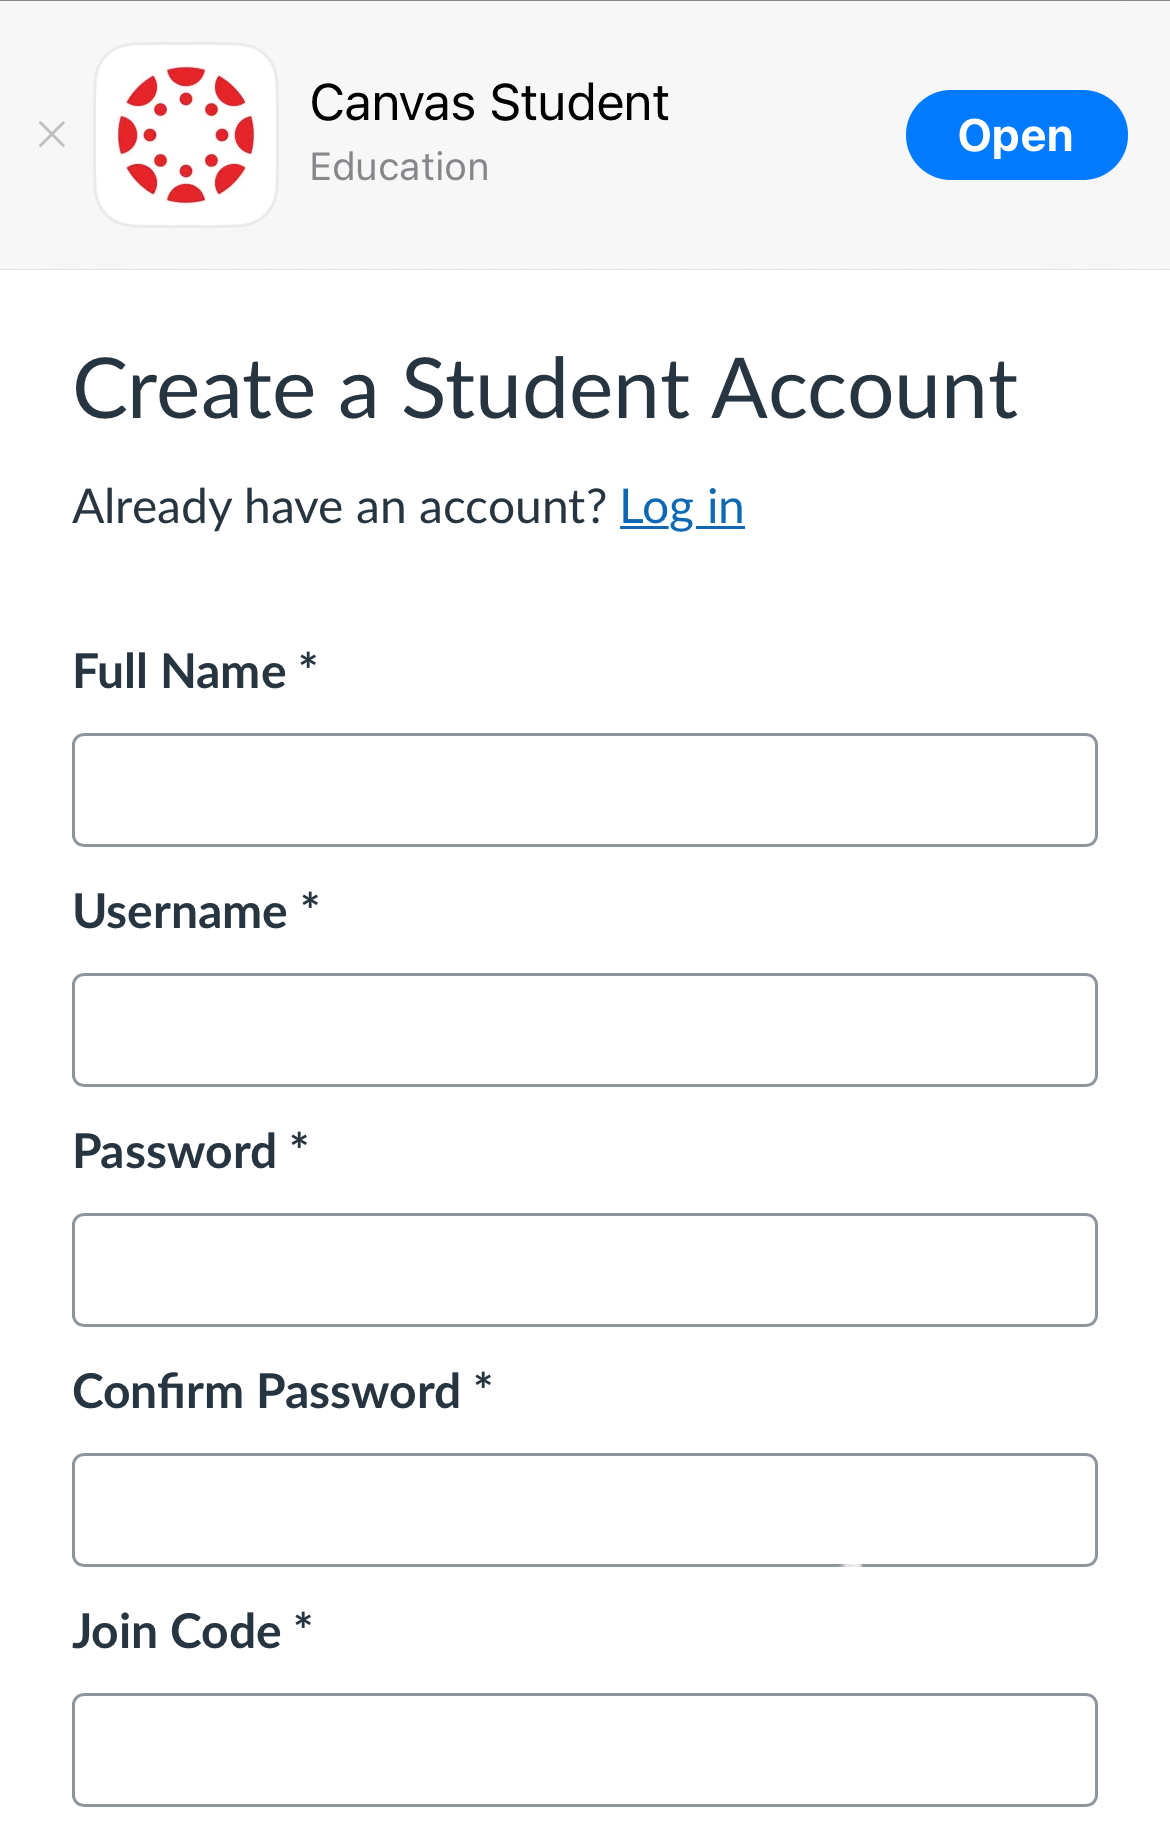 Canvas Student
Education
Open
Create a Student Account
Already have an account? Log in
Full Name *
Username *
Password *
Confirm Password *
Join Code *